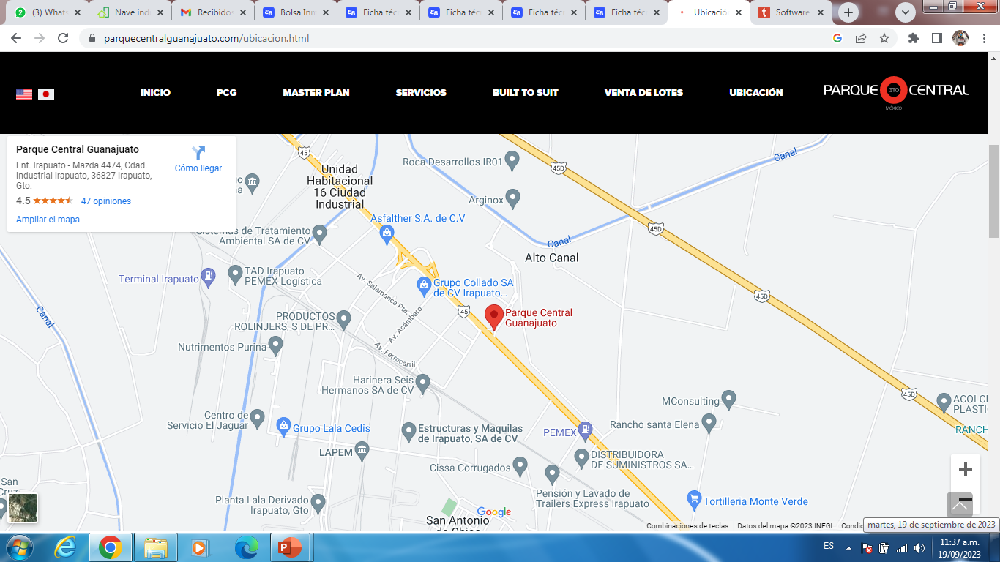 (3) Whats
Nave ind
Recibidos
Bolsa Inm
Ficha téc
Ficha téc
Ficha téc
Ficha téc
Ubicación
Software
parquecentralguanajuato.com/ubicacion.html
INICIO
PCG
MASTER PLAN
SERVICIOS
BUILT TO SUIT
VENTA DE LOTES
UBICACIÓN
PARQUE GTO CENTRAL
MÉXICO
Parque Central Guanajuato
Ent. Irapuato - Mazda 4474, Cdad.
Industrial Irapuato, 36827 Irapuato,
Gto.
Cómo llegar
4.5
47 opiniones
Ampliar el mapa
45
Unidad
Habitacional
16 Ciudad
Industrial
Roca Desarrollos IR01
45D
Canal
Arginox
Asfalther S.A. de C.V
Sistemas de Tratamiento
Ambiental SA de CV
Canal
45D
Alto Canal
TAD Irapuato
PEMEX Logística
Terminal Irapuato
Av. Salamanca Pte.
Grupo Collado SA
de CV Irapuato...
45D
Canal
45
Parque Central
Guanajuato
PRODUCTOS
ROLINJERS, S DE PR...
Av. Acámbaro
Nutrimentos Purina
Av. Ferrocarril
Harinera Seis
Hermanos SA de CV
45D
MConsulting
ACOLCH
PLASTIC
Centro de
Servicio El Jaguar
Grupo Lala Cedis
Estructuras y Maquilas
de Irapuato, SA de CV
PEMEX
Rancho santa Elena
RANCH
LAPEM
DISTRIBUIDORA
DE SUMINISTROS SA...
Cissa Corrugados
San
Cruz
Planta Lala Derivado
Irapuato, Gto
Pensión y Lavado de
Trailers Express Irapuato
Tortilleria Monte Verde
Google
San Antonio
de Chico
Combinaciones de teclas
Datos del mapa ©2023 INEGI
Condic
martes, 19 de septiembre de 2023
ES
11:37 a.m.
19/09/2023